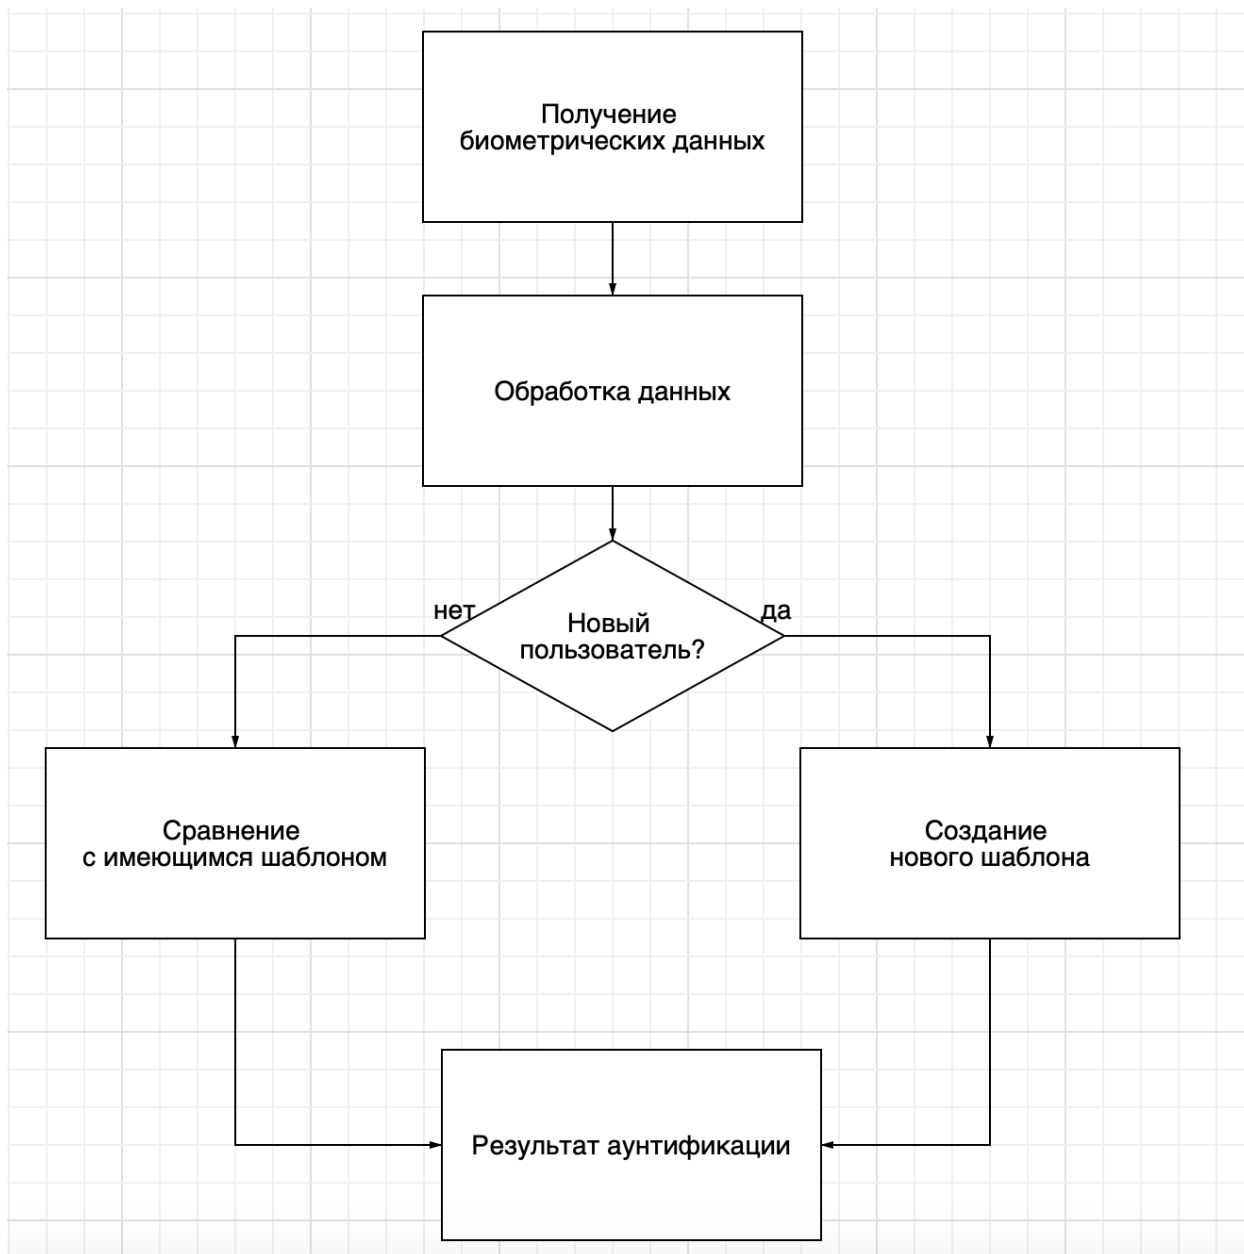 Получение
биометрических данных
Обработка данных
нет
да
Новый
пользователь?
Сравнение
с имеющимся шаблоном
Создание
нового шаблона
Результат аунтификации